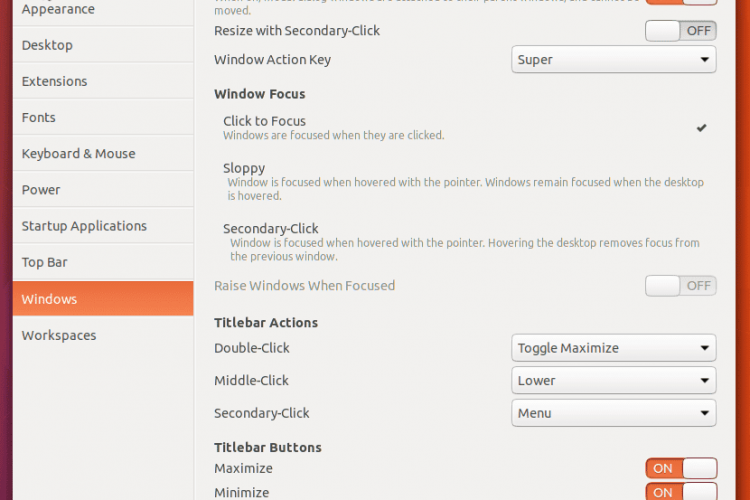 Appearance
Desktop
Extensions
Fonts
Keyboard & Mouse
Power
Startup Applications
Top Bar
Windows
Workspaces
moved.
Resize with Secondary-Click OFF
Window Action Key Super
Window Focus
Click to Focus
Windows are focused when they are clicked.
Sloppy
Window is focused when hovered with the pointer. Windows remain focused when the desktop
is hovered.
Secondary-Click
Window is focused when hovered with the pointer. Hovering the desktop removes focus from
the previous window.
Raise Windows When Focused OFF
Titlebar Actions
Double-Click Toggle Maximize
Middle-Click Lower
Secondary-Click Menu
Titlebar Buttons
Maximize ON
Minimize ON